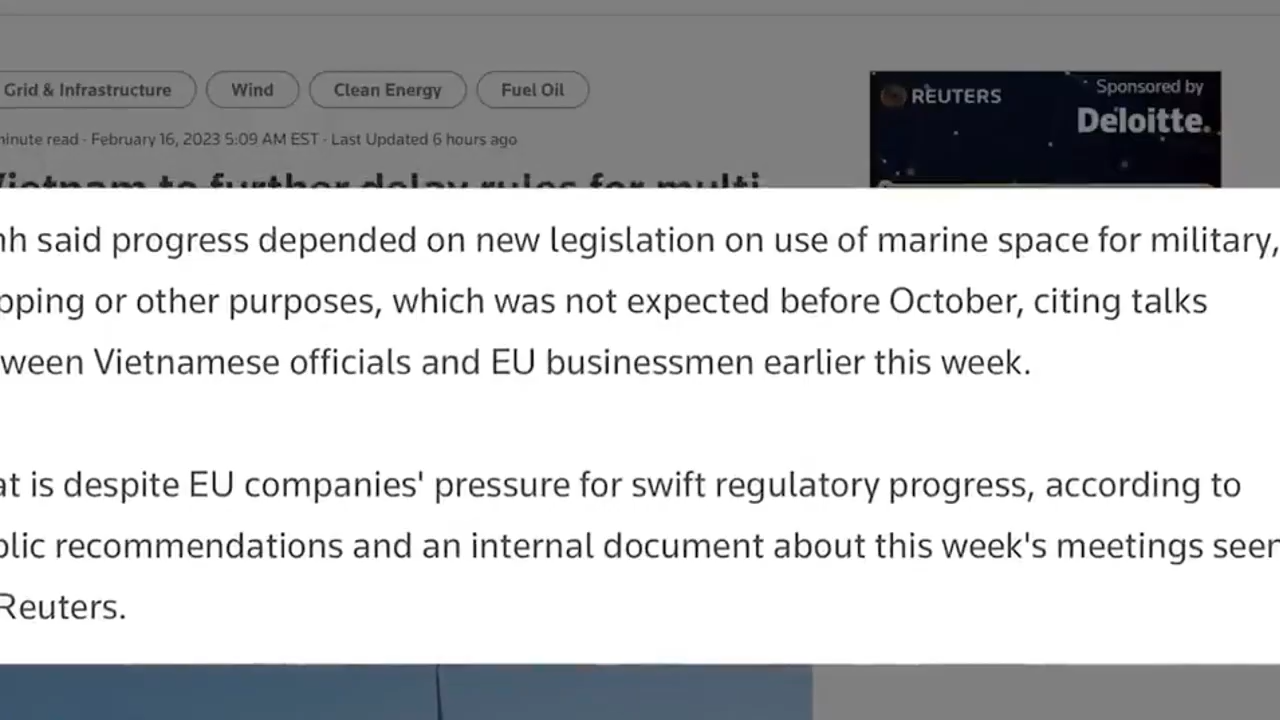 Grid & Infrastructure Wind Clean Energy Fuel Oil
REUTERS
Sponsored by
Deloitte.
minute read · February 16, 2023 5:09 AM EST · Last Updated 6 hours ago
Vietnam to further delay rules for multi
nh said progress depended on new legislation on use of marine space for military,
pping or other purposes, which was not expected before October, citing talks
ween Vietnamese officials and EU businessmen earlier this week.
at is despite EU companies' pressure for swift regulatory progress, according to
blic recommendations and an internal document about this week's meetings seen
Reuters.